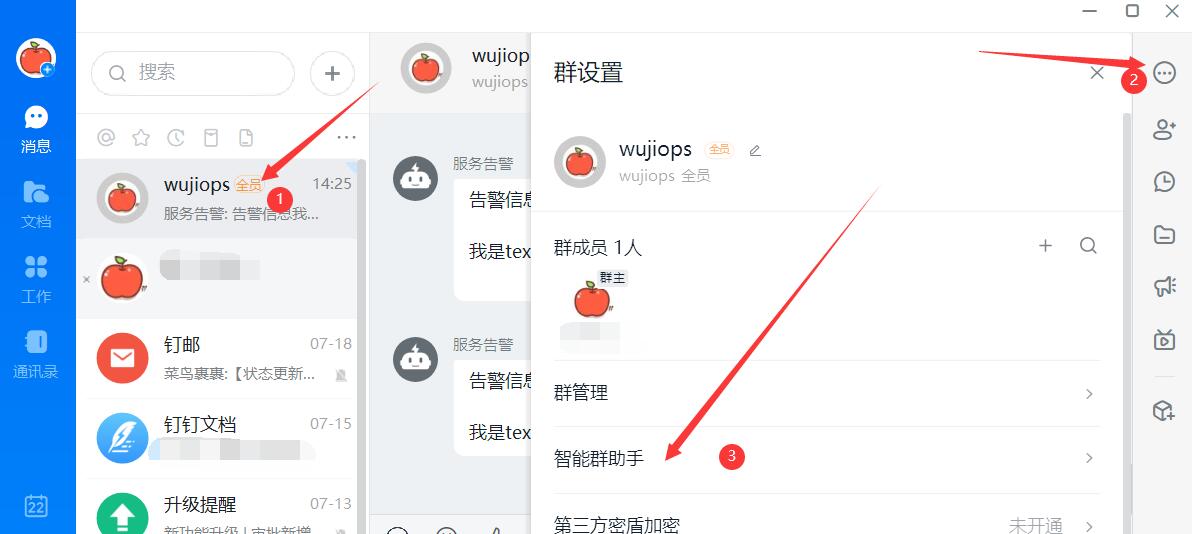 搜索
消息
文档
工作
通讯录
22
wujiops 全员 14:25
服务告警: 告警信息我...
1
钉邮 07-18
菜鸟裹裹:【状态更新...
钉钉文档 07-15
升级提醒 07-13
新功能升级 | 审批新增
wujiop
wujiops
服务告警
告警信息
我是tex
服务告警
告警信息
我是tex
群设置
2
wujiops 全员
wujiops 全员
群成员 1人
群主
群管理
智能群助手
3
第三方密盾加密 未开通